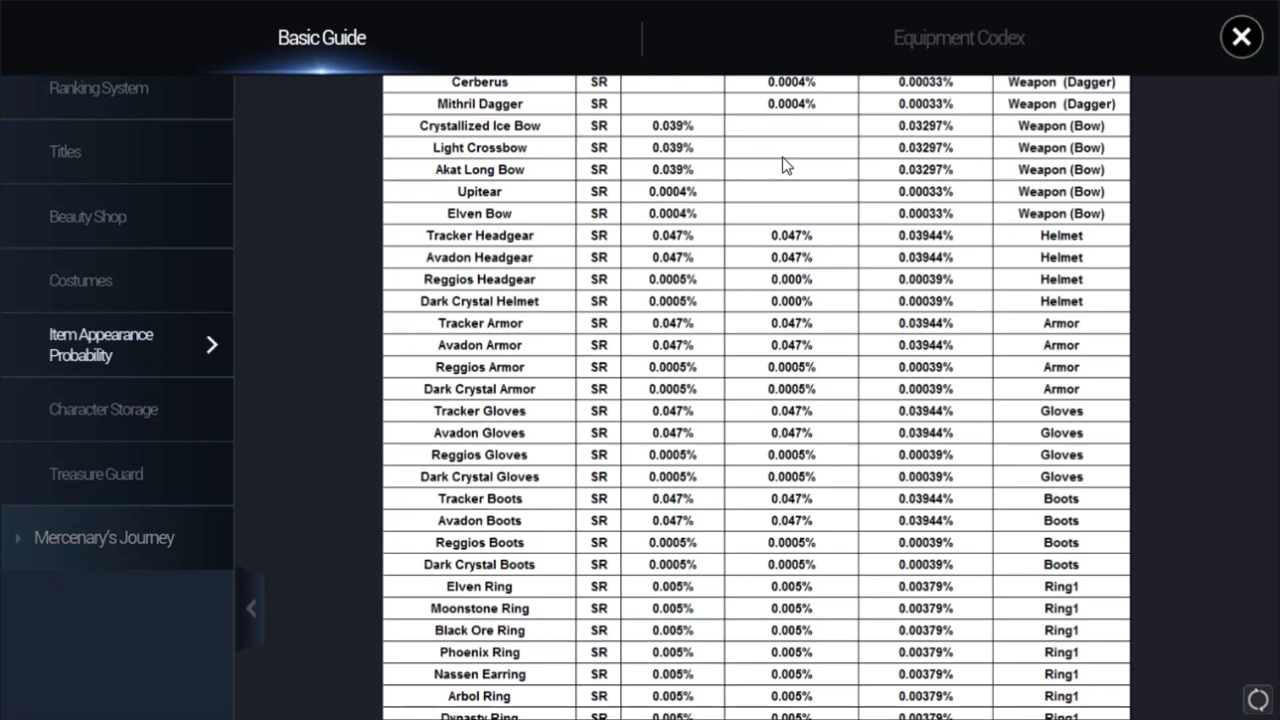 Basic Guide
Equipment Codex
Ranking System
Titles
Beauty Shop
Costumes
Item Appearance
Probability
Character Storage
Treasure Guard
Mercenary's Journey
Cerberus SR 0.0004% 0.00033% Weapon (Dagger)
Mithril Dagger SR 0.0004% 0.00033% Weapon (Dagger)
Crystallized Ice Bow SR 0.039% 0.03297% Weapon (Bow)
Light Crossbow SR 0.039% 0.03297% Weapon (Bow)
Akat Long Bow SR 0.039% 0.03297% Weapon (Bow)
Upitear SR 0.0004% 0.00033% Weapon (Bow)
Elven Bow SR 0.0004% 0.00033% Weapon (Bow)
Tracker Headgear SR 0.047% 0.047% 0.03944% Helmet
Avadon Headgear SR 0.047% 0.047% 0.03944% Helmet
Reggios Headgear SR 0.0005% 0.000% 0.00039% Helmet
Dark Crystal Helmet SR 0.0005% 0.000% 0.00039% Helmet
Tracker Armor SR 0.047% 0.047% 0.03944% Armor
Avadon Armor SR 0.047% 0.047% 0.03944% Armor
Reggios Armor SR 0.0005% 0.0005% 0.00039% Armor
Dark Crystal Armor SR 0.0005% 0.0005% 0.00039% Armor
Tracker Gloves SR 0.047% 0.047% 0.03944% Gloves
Avadon Gloves SR 0.047% 0.047% 0.03944% Gloves
Reggios Gloves SR 0.0005% 0.0005% 0.00039% Gloves
Dark Crystal Gloves SR 0.0005% 0.0005% 0.00039% Gloves
Tracker Boots SR 0.047% 0.047% 0.03944% Boots
Avadon Boots SR 0.047% 0.047% 0.03944% Boots
Reggios Boots SR 0.0005% 0.0005% 0.00039% Boots
Dark Crystal Boots SR 0.0005% 0.0005% 0.00039% Boots
Elven Ring SR 0.005% 0.005% 0.00379% Ring1
Moonstone Ring SR 0.005% 0.005% 0.00379% Ring1
Black Ore Ring SR 0.005% 0.005% 0.00379% Ring1
Phoenix Ring SR 0.005% 0.005% 0.00379% Ring1
Nassen Earring SR 0.005% 0.005% 0.00379% Ring1
Arbol Ring SR 0.005% 0.005% 0.00379% Ring1
Dynasty Ring SR 0.005% 0.005% 0.00379% Ring1